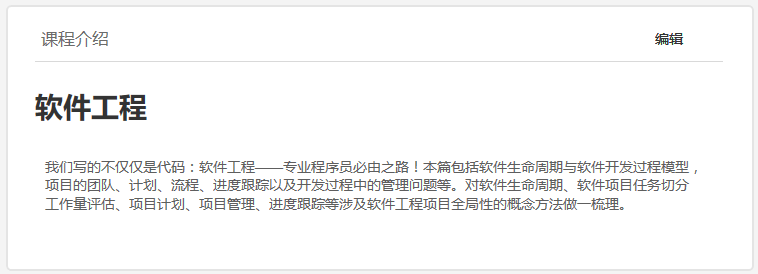 课程介绍
编辑
软件工程
我们写的不仅仅是代码：软件工程——专业程序员必由之路！本篇包括软件生命周期与软件开发过程模型，
项目的团队、计划、流程、进度跟踪以及开发过程中的管理问题等。对软件生命周期、软件项目任务切分
工作量评估、项目计划、项目管理、进度跟踪等涉及软件工程项目全局性的概念方法做一梳理。